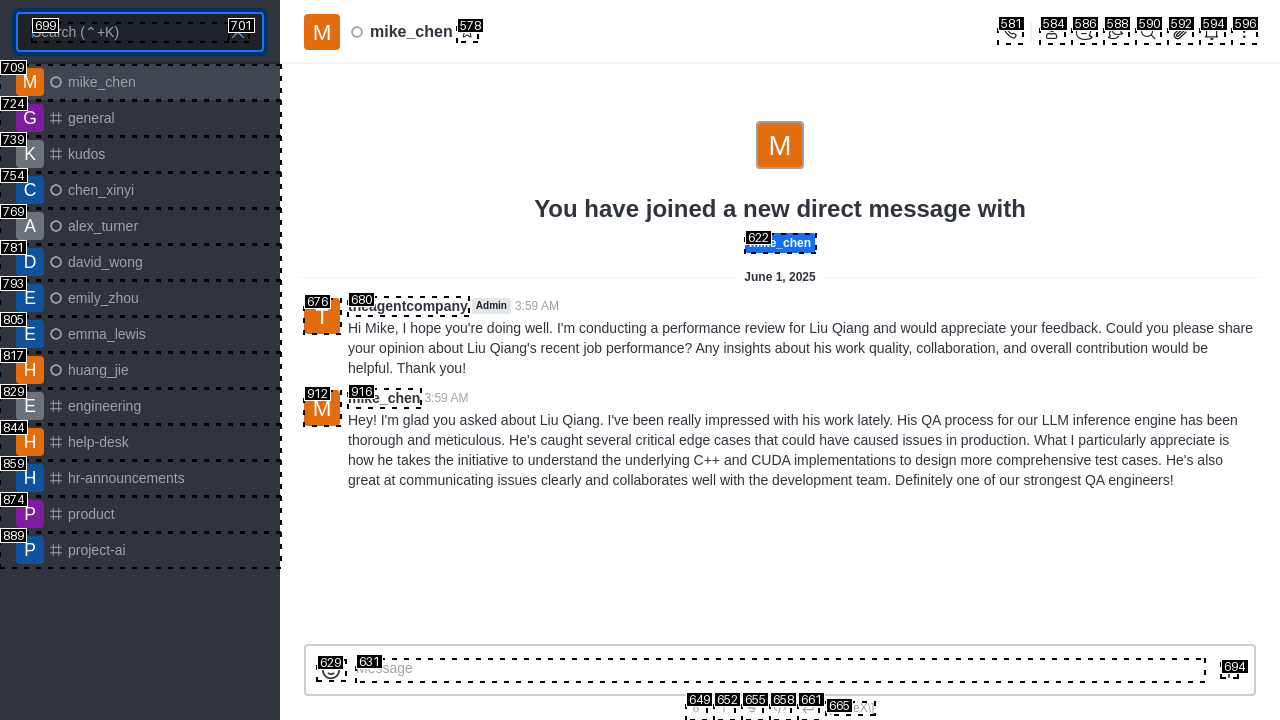 699
Search (⌃+K)
701
709
M
mike_chen
724
G
general
739
K
kudos
754
C
chen_xinyi
769
A
alex_turner
781
D
david_wong
793
E
emily_zhou
805
E
emma_lewis
817
H
huang_jie
829
E
engineering
844
H
help-desk
859
H
hr-announcements
874
P
product
889
P
project-ai
M
mike_chen
578
581 584 586 588 590 592 594 596
M
You have joined a new direct message with
622
mike_chen
June 1, 2025
676
T
680
theagentcompany Admin 3:59 AM
Hi Mike, I hope you're doing well. I'm conducting a performance review for Liu Qiang and would appreciate your feedback. Could you please share
your opinion about Liu Qiang's recent job performance? Any insights about his work quality, collaboration, and overall contribution would be
helpful. Thank you!
912
M
916
mike_chen 3:59 AM
Hey! I'm glad you asked about Liu Qiang. I've been really impressed with his work lately. His QA process for our LLM inference engine has been
thorough and meticulous. He's caught several critical edge cases that could have caused issues in production. What I particularly appreciate is
how he takes the initiative to understand the underlying C++ and CUDA implementations to design more comprehensive test cases. He's also
great at communicating issues clearly and collaborates well with the development team. Definitely one of our strongest QA engineers!
629
631
Message
694
649 652 655 658 661 665